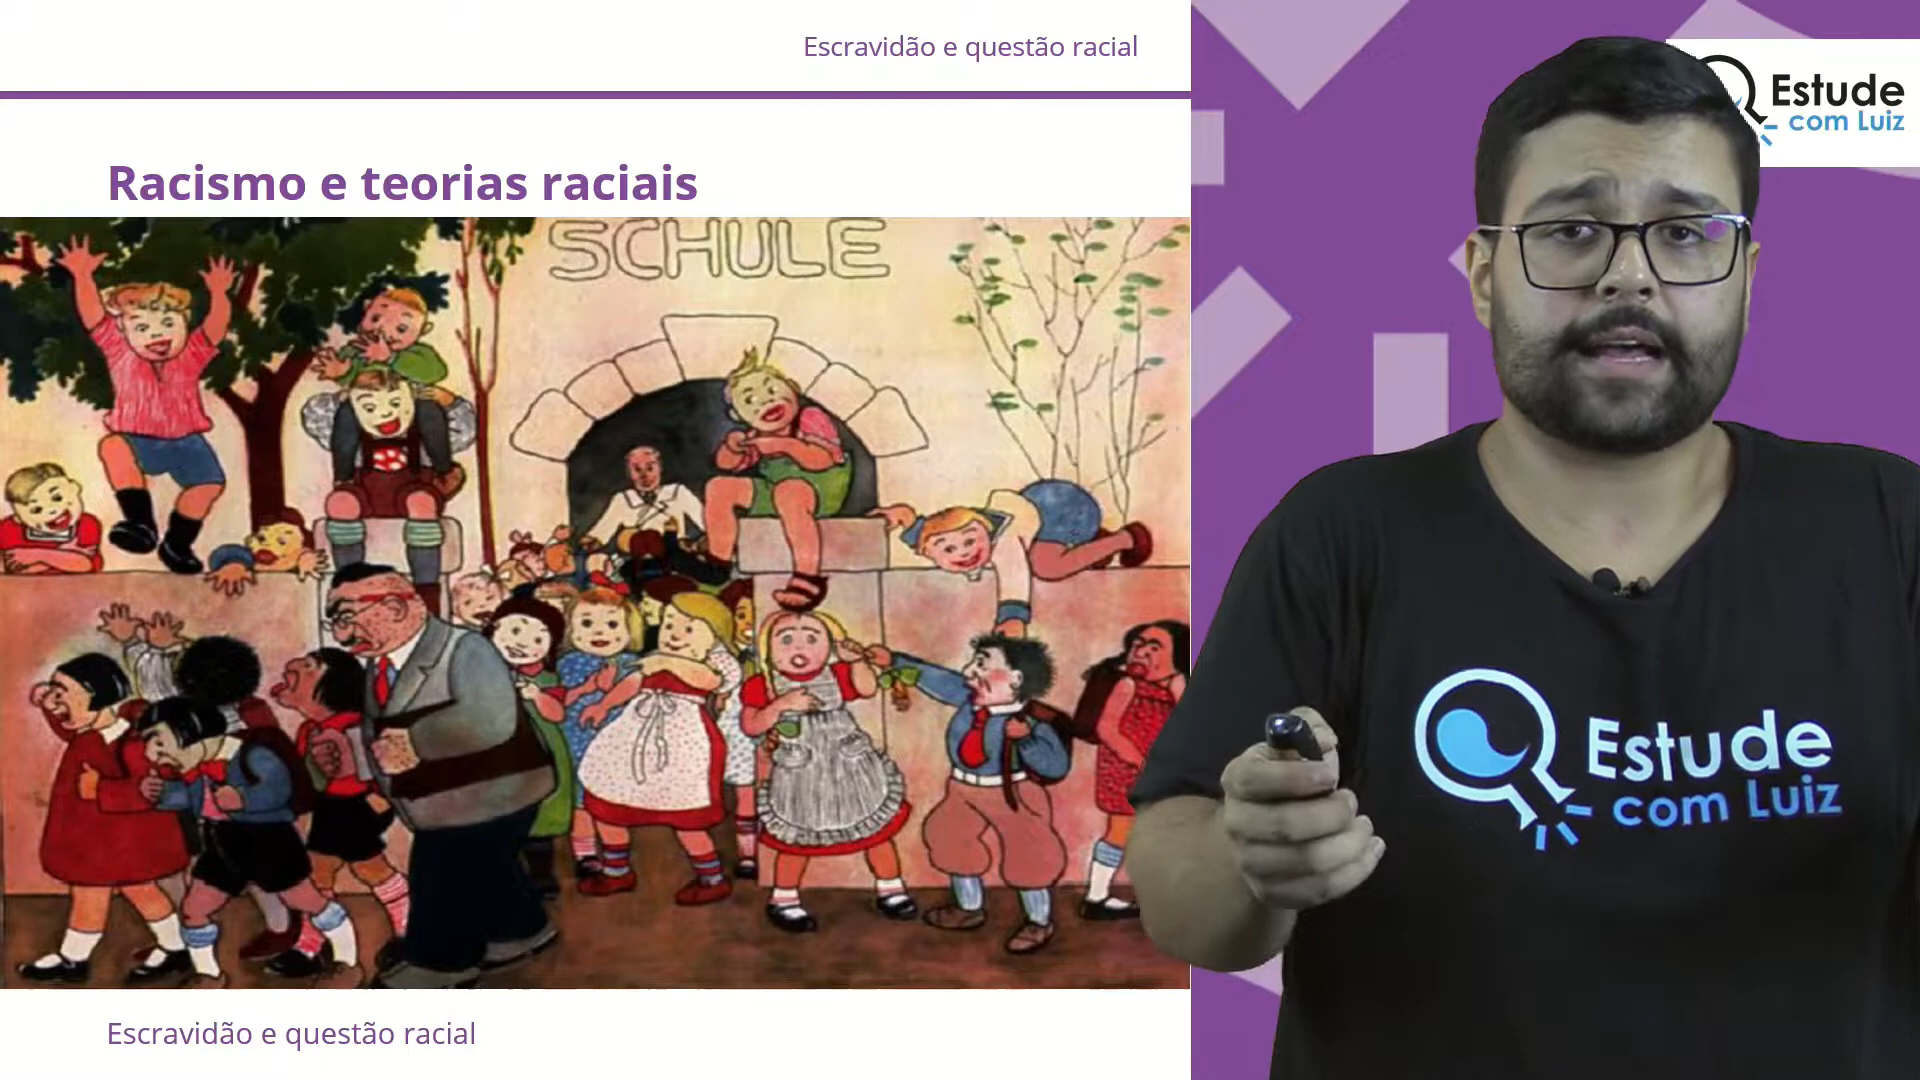 Escravidão e questão racial
Racismo e teorias raciais
SCHULE
Escravidão e questão racial
Estude
com Luiz
Estude
com Luiz